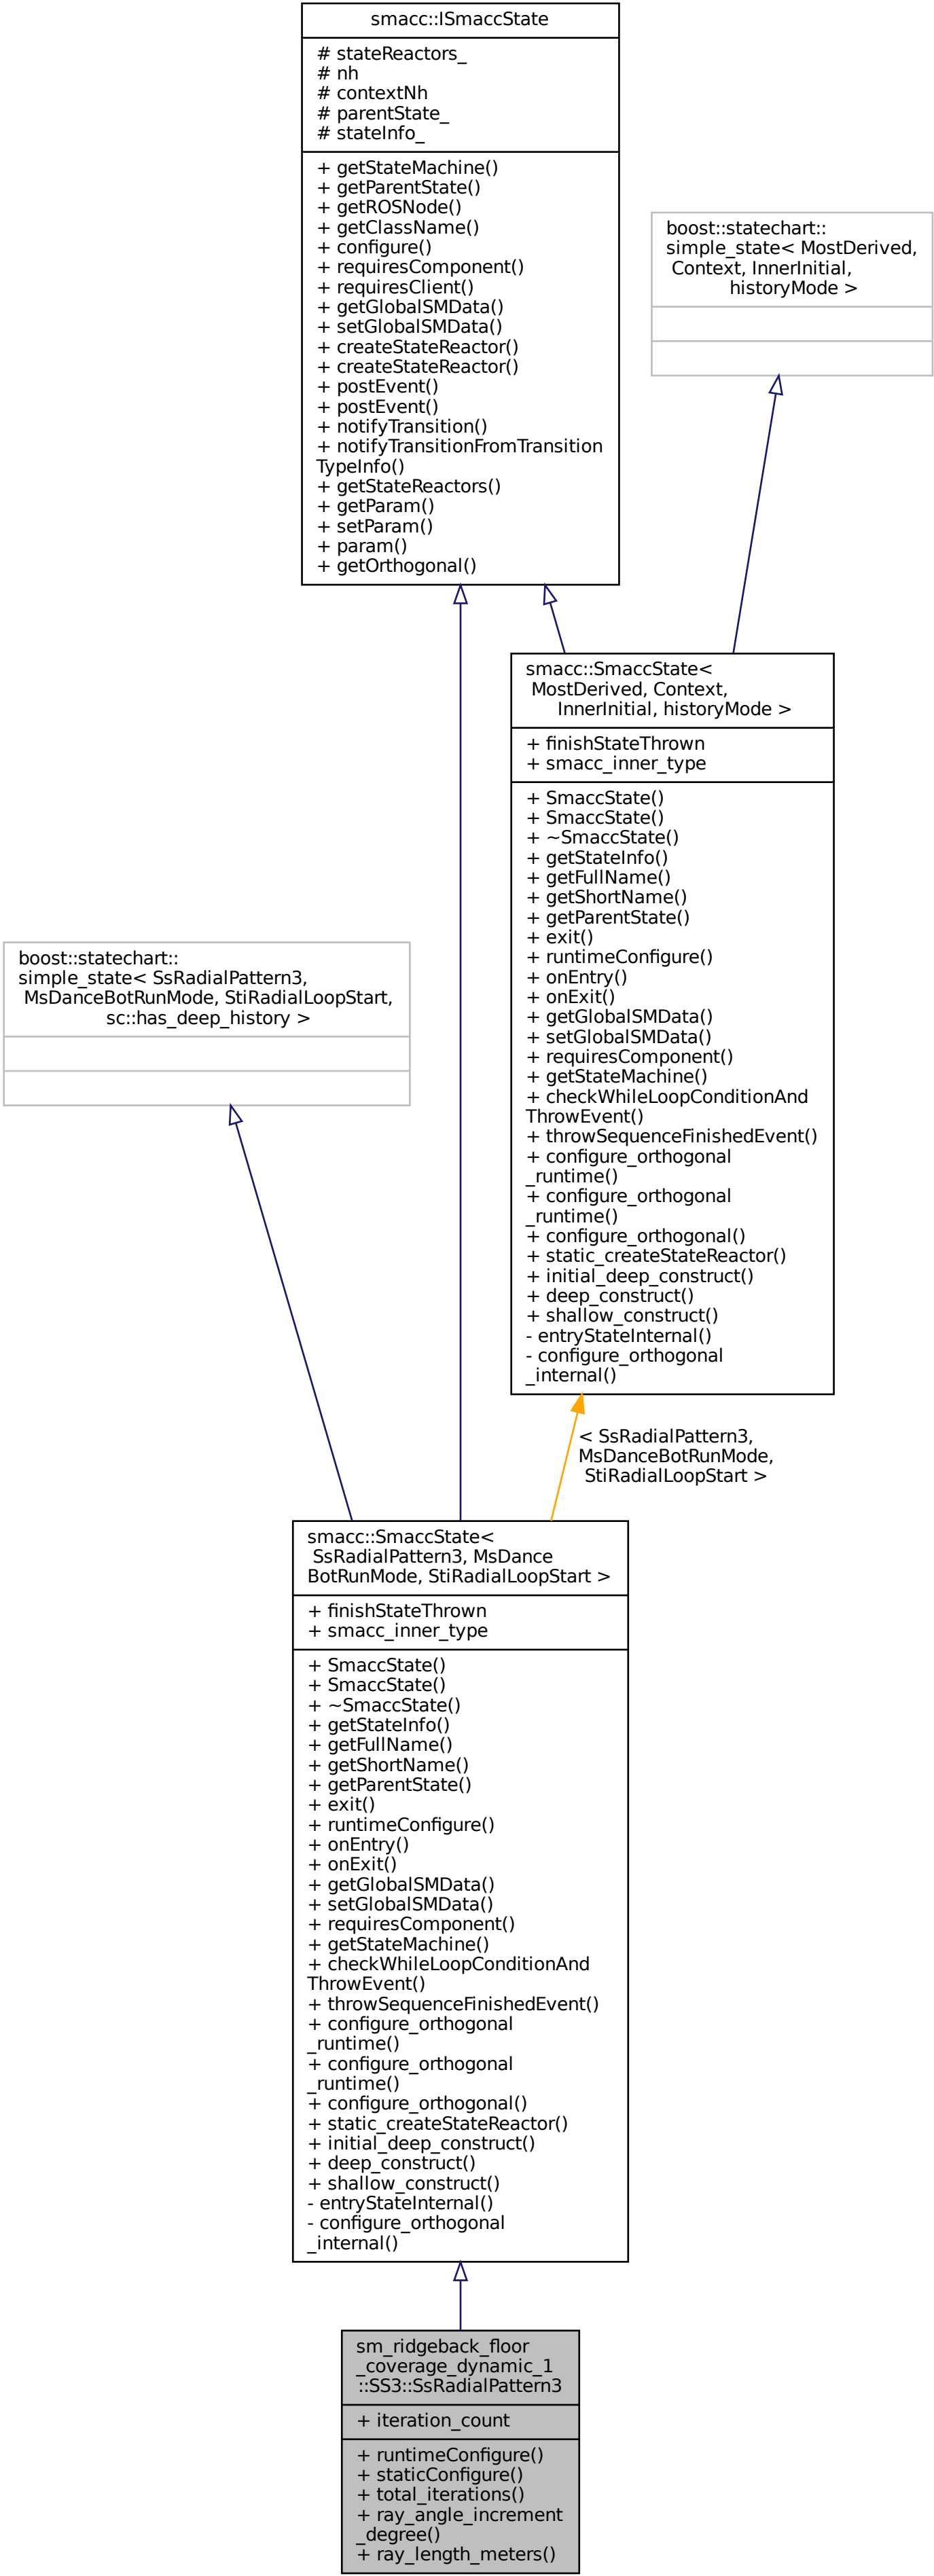 smacc::ISmaccState
# stateReactors_
# nh
# contextNh
# parentState_
# stateInfo_
+ getStateMachine()
+ getParentState()
+ getROSNode()
+ getClassName()
+ configure()
+ requiresComponent()
+ requiresClient()
+ getGlobalSMData()
+ setGlobalSMData()
+ createStateReactor()
+ createStateReactor()
+ postEvent()
+ postEvent()
+ notifyTransition()
+ notifyTransitionFromTransition
TypeInfo()
+ getStateReactors()
+ getParam()
+ setParam()
+ param()
+ getOrthogonal()
boost::statechart::
simple_state< MostDerived,
Context, InnerInitial,
historyMode >
smacc::SmaccState<
MostDerived, Context,
InnerInitial, historyMode >
+ finishStateThrown
+ smacc_inner_type
+ SmaccState()
+ SmaccState()
+ ~SmaccState()
+ getStateInfo()
+ getFullName()
+ getShortName()
+ getParentState()
+ exit()
+ runtimeConfigure()
+ onEntry()
+ onExit()
+ getGlobalSMData()
+ setGlobalSMData()
+ requiresComponent()
+ getStateMachine()
+ checkWhileLoopConditionAnd
ThrowEvent()
+ throwSequenceFinishedEvent()
+ configure_orthogonal
_runtime()
+ configure_orthogonal
_runtime()
+ configure_orthogonal()
+ static_createStateReactor()
+ initial_deep_construct()
+ deep_construct()
+ shallow_construct()
- entryStateInternal()
- configure_orthogonal
_internal()
boost::statechart::
simple_state< SsRadialPattern3,
MsDanceBotRunMode, StiRadialLoopStart,
sc::has_deep_history >
< SsRadialPattern3,
MsDanceBotRunMode,
StiRadialLoopStart >
smacc::SmaccState<
SsRadialPattern3, MsDance
BotRunMode, StiRadialLoopStart >
+ finishStateThrown
+ smacc_inner_type
+ SmaccState()
+ SmaccState()
+ ~SmaccState()
+ getStateInfo()
+ getFullName()
+ getShortName()
+ getParentState()
+ exit()
+ runtimeConfigure()
+ onEntry()
+ onExit()
+ getGlobalSMData()
+ setGlobalSMData()
+ requiresComponent()
+ getStateMachine()
+ checkWhileLoopConditionAnd
ThrowEvent()
+ throwSequenceFinishedEvent()
+ configure_orthogonal
_runtime()
+ configure_orthogonal
_runtime()
+ configure_orthogonal()
+ static_createStateReactor()
+ initial_deep_construct()
+ deep_construct()
+ shallow_construct()
- entryStateInternal()
- configure_orthogonal
_internal()
sm_ridgeback_floor
_coverage_dynamic_1
::SS3::SsRadialPattern3
+ iteration_count
+ runtimeConfigure()
+ staticConfigure()
+ total_iterations()
+ ray_angle_increment
_degree()
+ ray_length_meters()